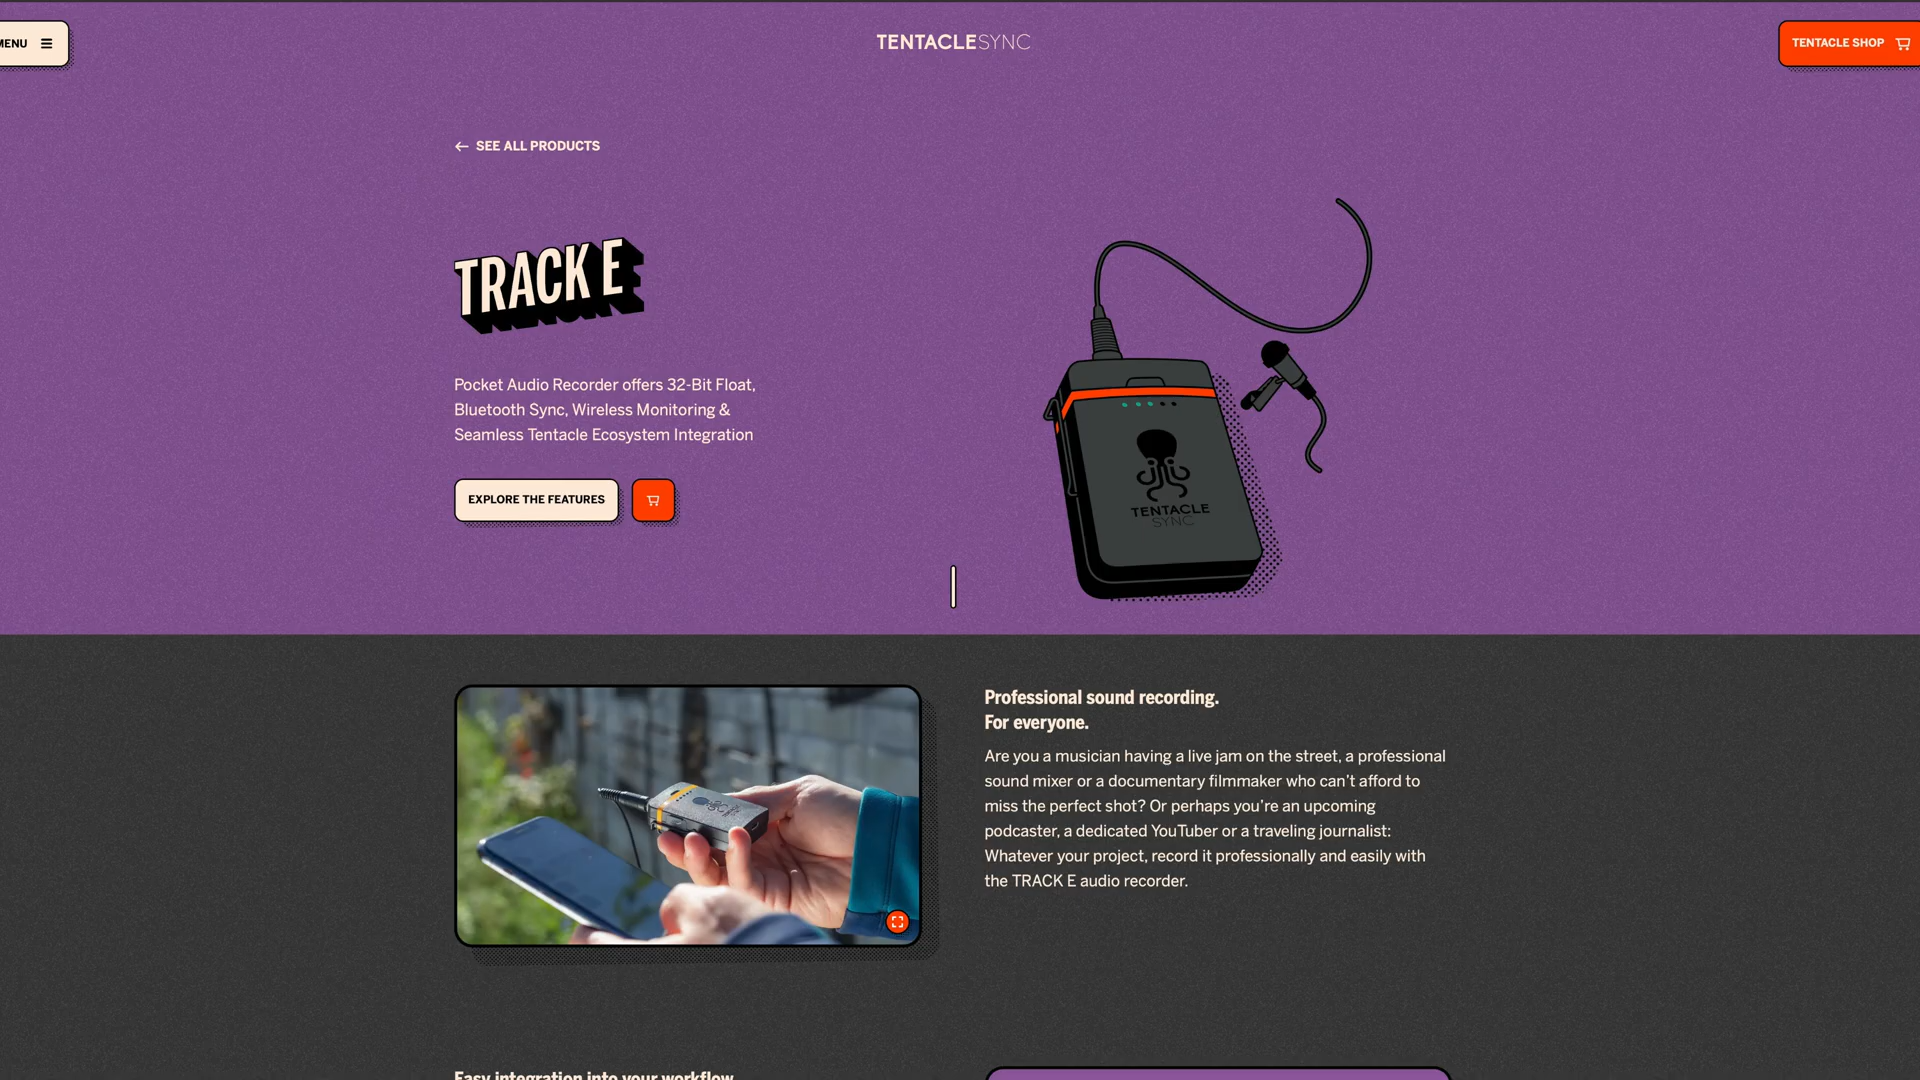 MENU
TENTACLESYNC
TENTACLE SHOP
SEE ALL PRODUCTS
TRACK E
Pocket Audio Recorder offers 32-Bit Float,
Bluetooth Sync, Wireless Monitoring &
Seamless Tentacle Ecosystem Integration
EXPLORE THE FEATURES
TENTACLE
SYNC
Professional sound recording.
For everyone.
Are you a musician having a live jam on the street, a professional
sound mixer or a documentary filmmaker who can't afford to
miss the perfect shot? Or perhaps you're an upcoming
podcaster, a dedicated YouTuber or a traveling journalist:
Whatever your project, record it professionally and easily with
the TRACK E audio recorder.
Easy integration into your workflow